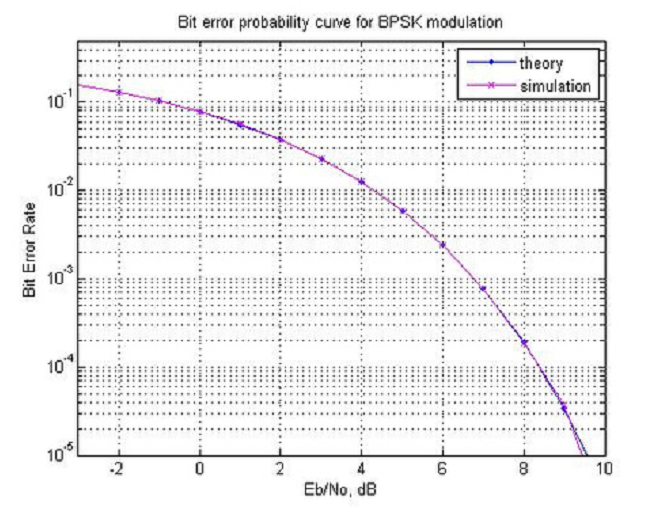 Bit error probability curve for BPSK modulation
theory
simulation
Bit Error Rate
10-1
10-2
10-3
10-4
10-5
-2
0
2
4
6
8
10
Eb/No, dB